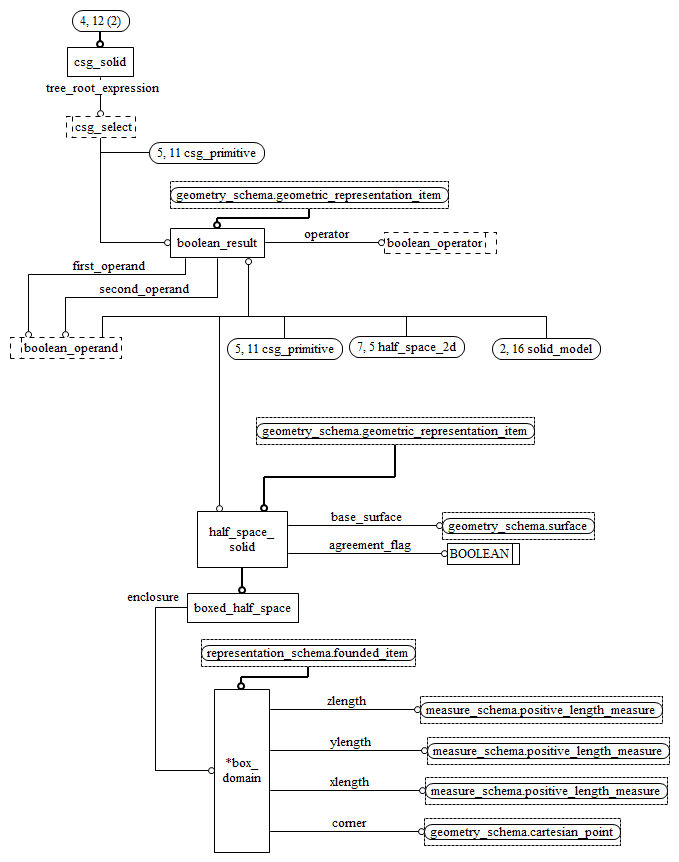 4, 12 (2)
csg_solid
tree_root_expression
csg_select
5, 11 csg_primitive
geometry_schema.geometric_representation_item
boolean_result
operator
boolean_operator
first_operand
second_operand
boolean_operand
5, 11 csg_primitive
7, 5 half_space_2d
2, 16 solid_model
geometry_schema.geometric_representation_item
half_space_
solid
base_surface
geometry_schema.surface
agreement_flag
BOOLEAN
enclosure
boxed_half_space
representation_schema.founded_item
*box_
domain
zlength
measure_schema.positive_length_measure
ylength
measure_schema.positive_length_measure
xlength
measure_schema.positive_length_measure
corner
geometry_schema.cartesian_point